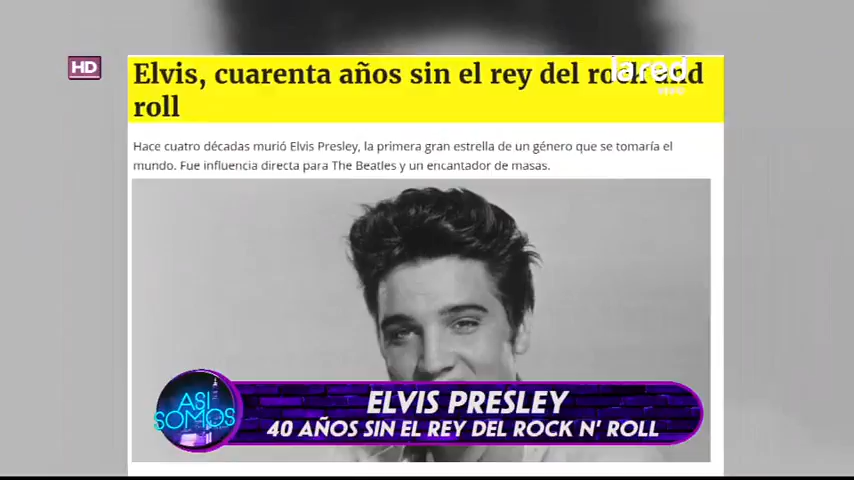 HD
la red
vivo
Elvis, cuarenta años sin el rey del rock and
roll
Hace cuatro décadas murió Elvis Presley, la primera gran estrella de un género que se tomaría el
mundo. Fue influencia directa para The Beatles y un encantador de masas.
ASI
SOMOS
ELVIS PRESLEY
40 AÑOS SIN EL REY DEL ROCK N' ROLL